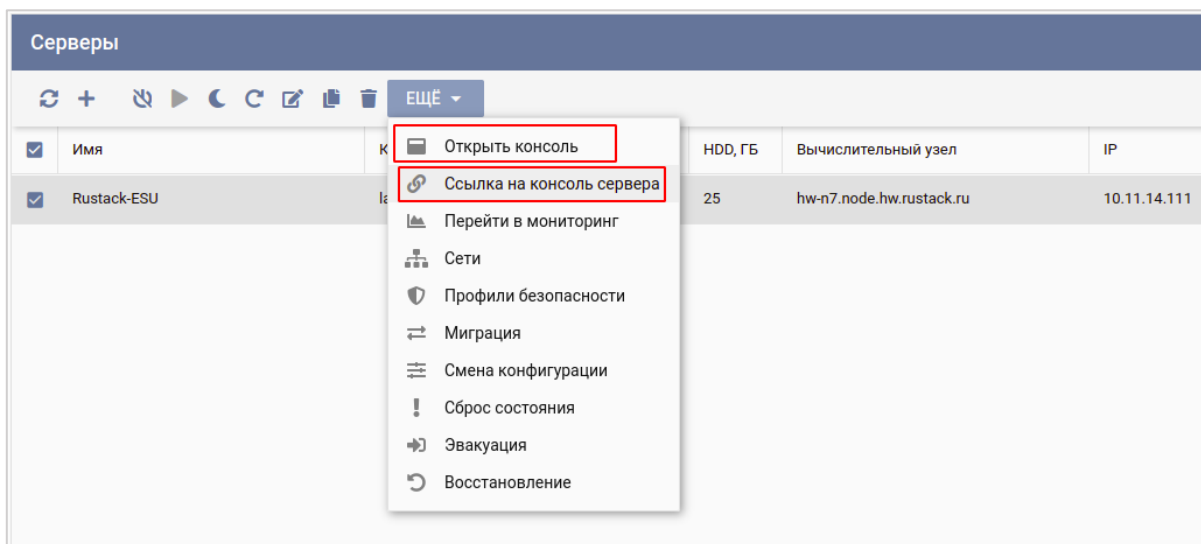 Серверы
ЕЩЁ
Имя
HDD, ГБ
Вычислительный узел
IP
Rustack-ESU
25
hw-n7.node.hw.rustack.ru
10.11.14.111
Открыть консоль
Ссылка на консоль сервера
Перейти в мониторинг
Сети
Профили безопасности
Миграция
Смена конфигурации
Сброс состояния
Эвакуация
Восстановление